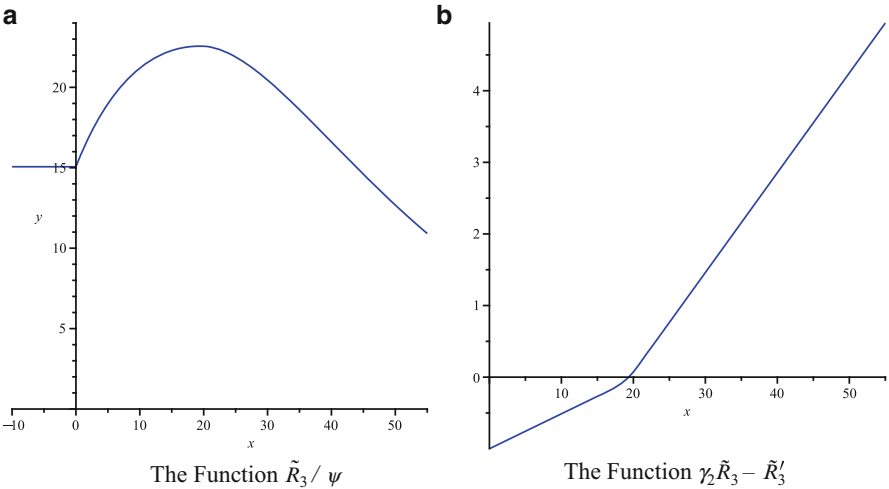 a
20
15
y
10
5
−10 0 10 20 30 40 50
x
The Function R̃₃ / ψ
b
4
3
2
1
0
10 20 30 40 50
x
The Function γ₂R̃₃ – R̃′₃